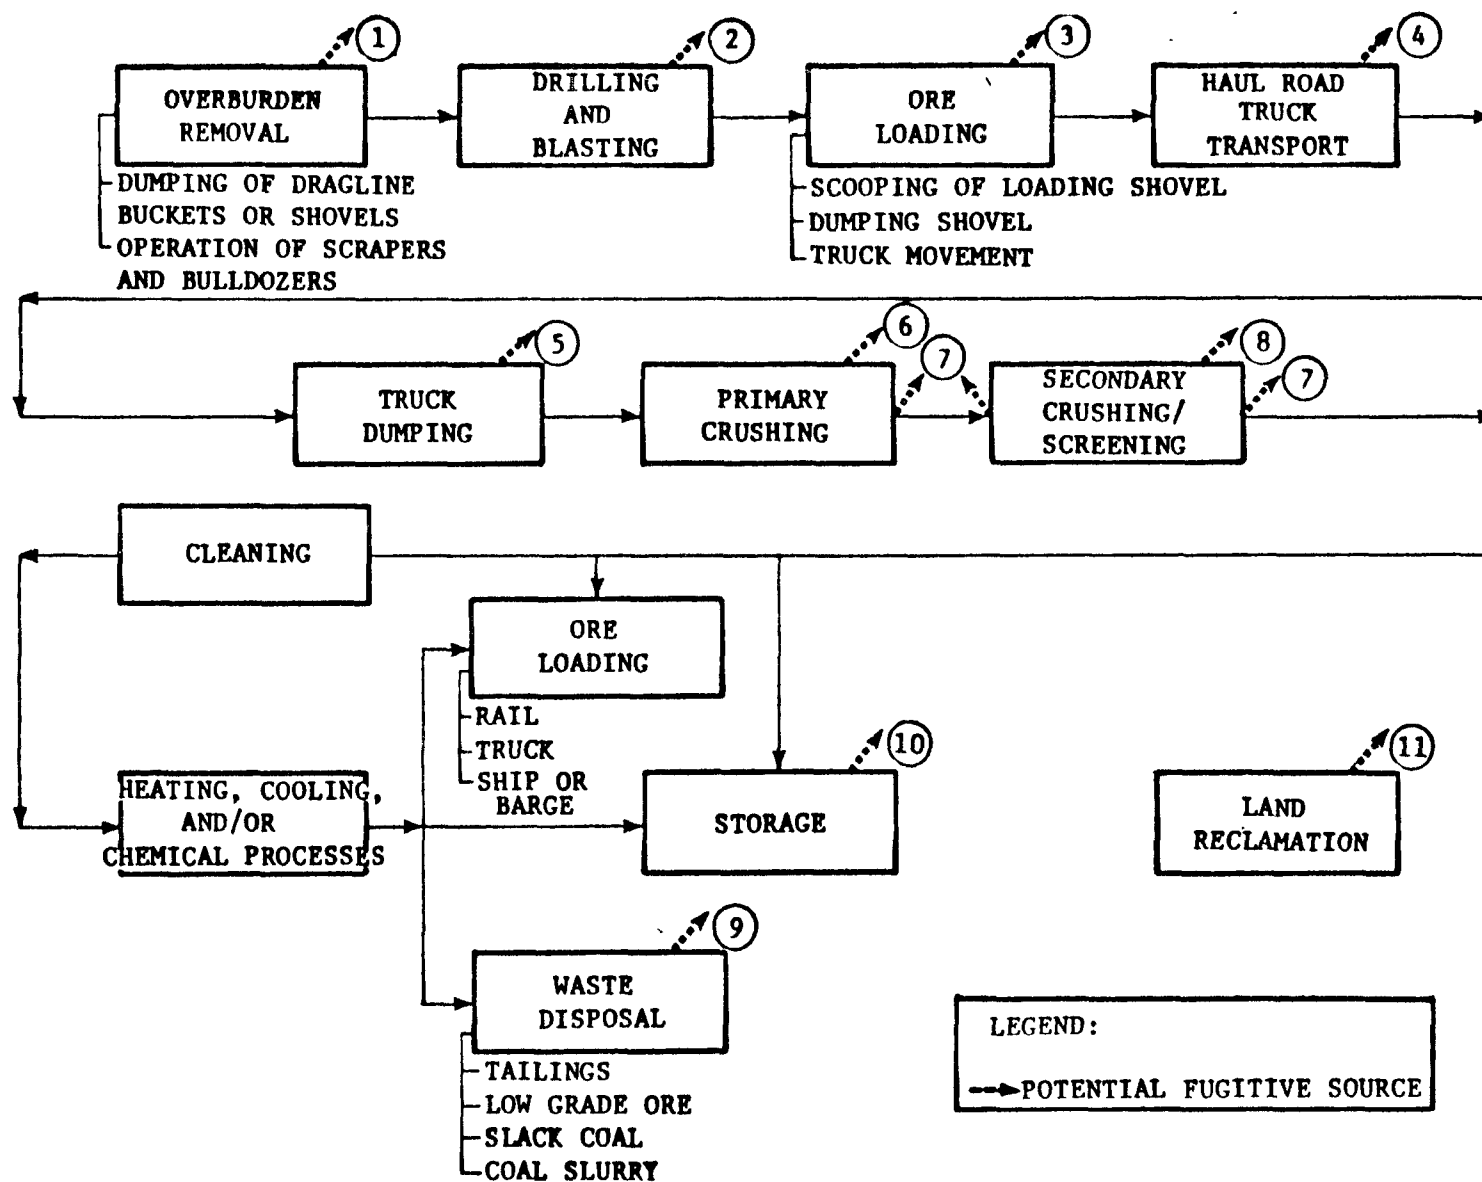 1
2
3
4
OVERBURDEN
REMOVAL
DRILLING
AND
BLASTING
ORE
LOADING
HAUL ROAD
TRUCK
TRANSPORT
DUMPING OF DRAGLINE
BUCKETS OR SHOVELS
OPERATION OF SCRAPERS
AND BULLDOZERS
SCOOPING OF LOADING SHOVEL
DUMPING SHOVEL
TRUCK MOVEMENT
5
6
7
8
7
TRUCK
DUMPING
PRIMARY
CRUSHING
SECONDARY
CRUSHING/
SCREENING
CLEANING
ORE
LOADING
RAIL
TRUCK
SHIP OR
BARGE
10
11
HEATING, COOLING,
AND/OR
CHEMICAL PROCESSES
STORAGE
LAND
RECLAMATION
9
WASTE
DISPOSAL
TAILINGS
LOW GRADE ORE
SLACK COAL
COAL SLURRY
LEGEND:
POTENTIAL FUGITIVE SOURCE